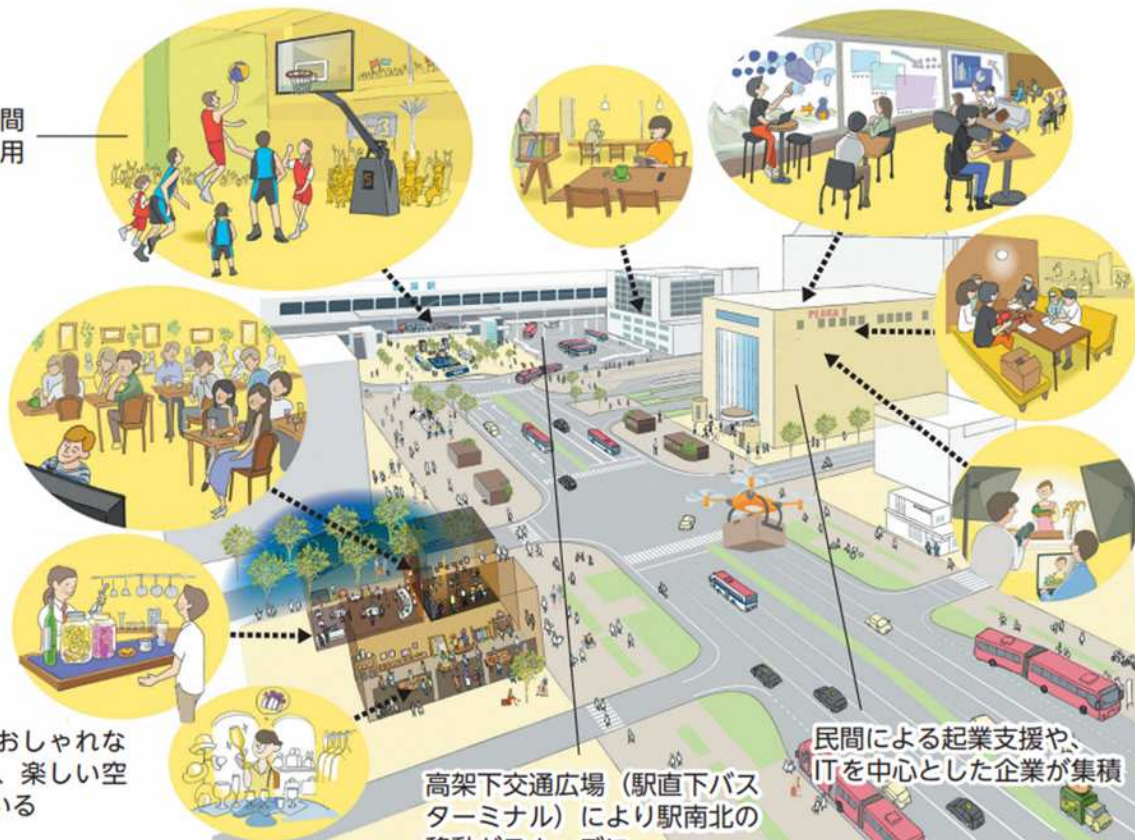 間
用
PLAKA 2
おしゃれな
、楽しい空
いる
高架下交通広場（駅直下バス
ターミナル）により駅南北の
民間による起業支援や、
ITを中心とした企業が集積